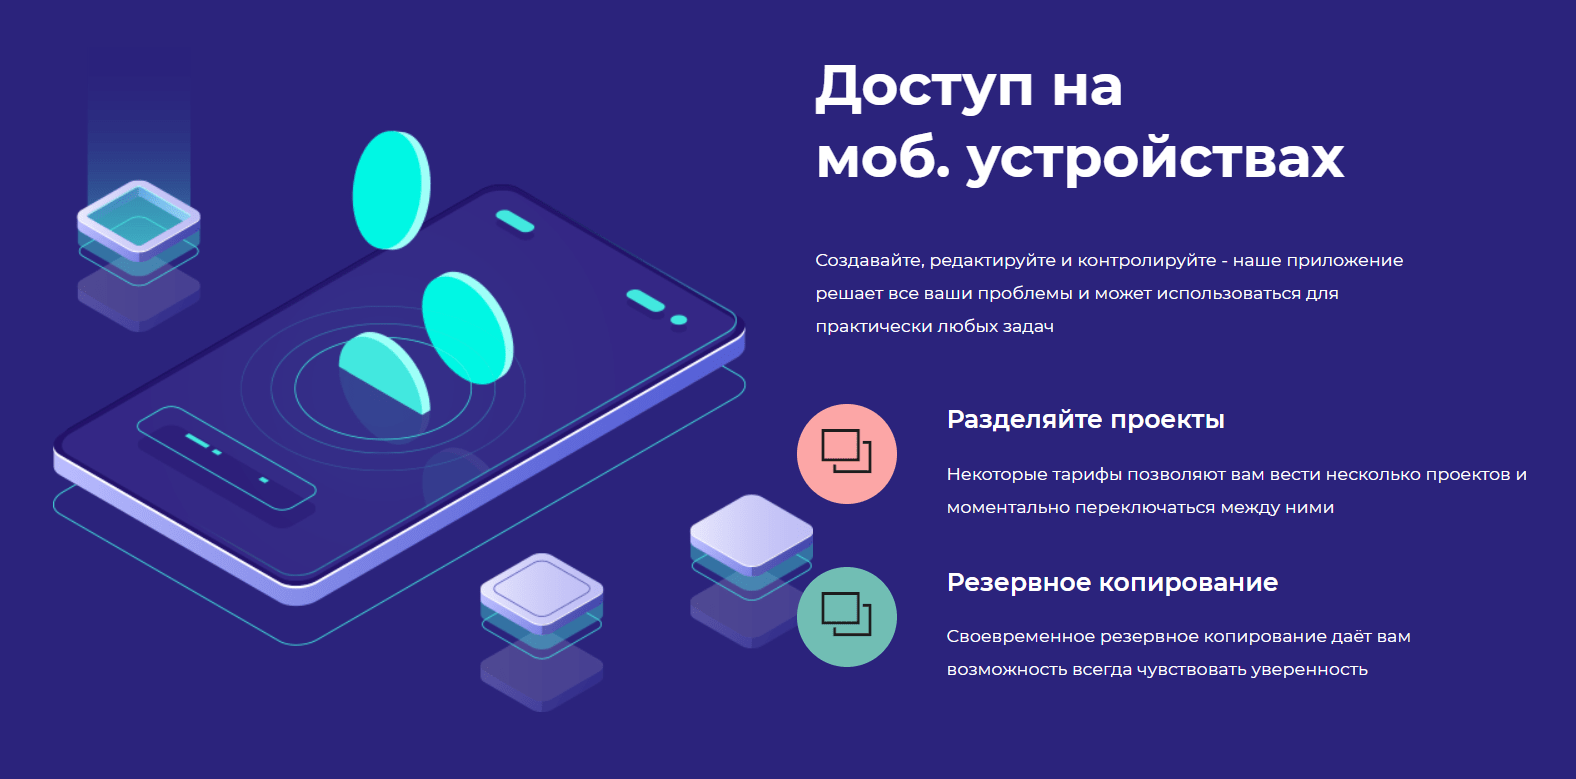 Доступ на
моб. устройствах
Создавайте, редактируйте и контролируйте - наше приложение
решает все ваши проблемы и может использоваться для
практически любых задач
Разделяйте проекты
Некоторые тарифы позволяют вам вести несколько проектов и
моментально переключаться между ними
Резервное копирование
Своевременное резервное копирование даёт вам
возможность всегда чувствовать уверенность